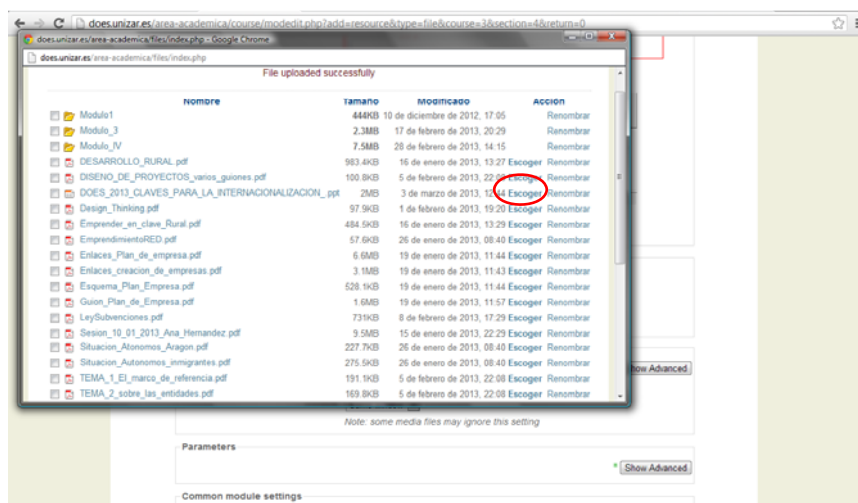 does.unizar.es/area-academica/course/modedit.php?add=resource&type=file&course=3&section=4&return=0
does.unizar.es/area-academica/files/index.php - Google Chrome
does.unizar.es/area-academica/files/index.php
File uploaded successfully
Nombre Tamaño Modificado Acción
Modulo1 444KB 10 de diciembre de 2012, 17:05 Renombrar
Modulo_3 2.3MB 17 de febrero de 2013, 20:29 Renombrar
Modulo_IV 7.5MB 28 de febrero de 2013, 14:15 Renombrar
DESARROLLO_RURAL.pdf 983.4KB 16 de enero de 2013, 13:27 Escoger Renombrar
DISENO_DE_PROYECTOS_varios_guiones.pdf 100.8KB 5 de febrero de 2013, 22:08 Escoger Renombrar
DOES_2013_CLAVES_PARA_LA_INTERNACIONALIZACION_.ppt 2MB 3 de marzo de 2013, 12:44 Escoger Renombrar
Design_Thinking.pdf 97.9KB 1 de febrero de 2013, 19:20 Escoger Renombrar
Emprender_en_clave_Rural.pdf 484.5KB 16 de enero de 2013, 13:29 Escoger Renombrar
EmprendimientoRED.pdf 57.6KB 26 de enero de 2013, 08:40 Escoger Renombrar
Enlaces_Plan_de_empresa.pdf 6.6MB 19 de enero de 2013, 11:44 Escoger Renombrar
Enlaces_creacion_de_empresas.pdf 3.1MB 19 de enero de 2013, 11:43 Escoger Renombrar
Esquema_Plan_Empresa.pdf 528.1KB 19 de enero de 2013, 11:44 Escoger Renombrar
Guion_Plan_de_Empresa.pdf 1.6MB 19 de enero de 2013, 11:57 Escoger Renombrar
LeySubvenciones.pdf 731KB 8 de febrero de 2013, 17:29 Escoger Renombrar
Sesion_10_01_2013_Ana_Hernandez.pdf 9.5MB 15 de enero de 2013, 22:29 Escoger Renombrar
Situacion_Atonomos_Aragon.pdf 227.7KB 26 de enero de 2013, 08:40 Escoger Renombrar
Situacion_Autonomos_inmigrantes.pdf 275.5KB 26 de enero de 2013, 08:40 Escoger Renombrar
TEMA_1_El_marco_de_referencia.pdf 191.1KB 5 de febrero de 2013, 22:08 Escoger Renombrar
TEMA_2_sobre_las_entidades.pdf 169.8KB 5 de febrero de 2013, 22:08 Escoger Renombrar
how Advanced
Note: some media files may ignore this setting
Parameters
* Show Advanced
Common module settings